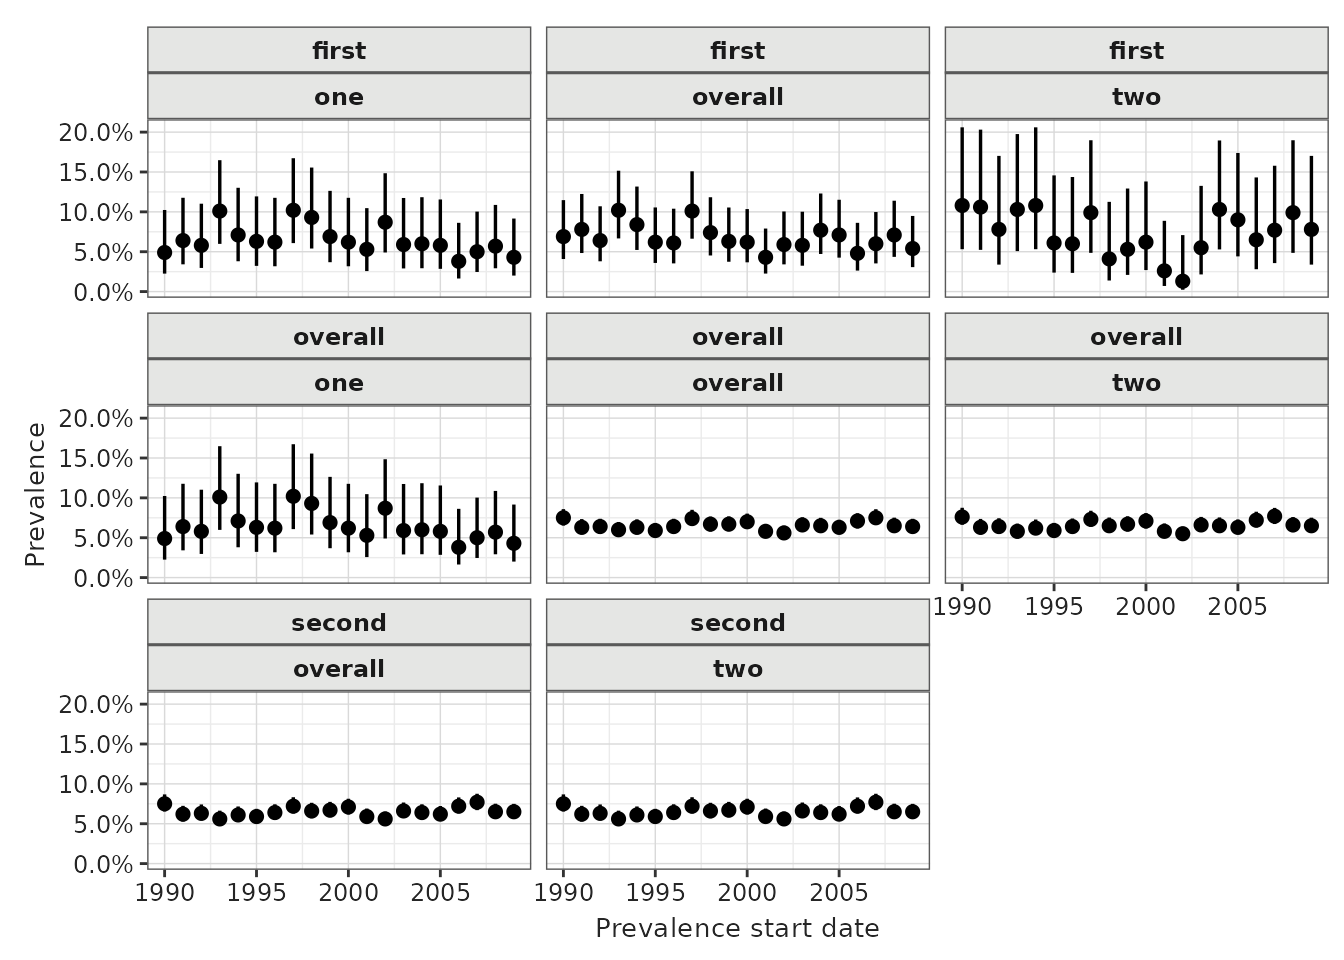 first first first
one overall two
20.0%
15.0%
10.0%
5.0%
0.0%
overall overall overall
one overall two
20.0%
15.0%
10.0%
5.0%
0.0%
1990 1995 2000 2005
second second
overall two
20.0%
15.0%
10.0%
5.0%
0.0%
1990 1995 2000 2005 1990 1995 2000 2005
Prevalence start date
Prevalence